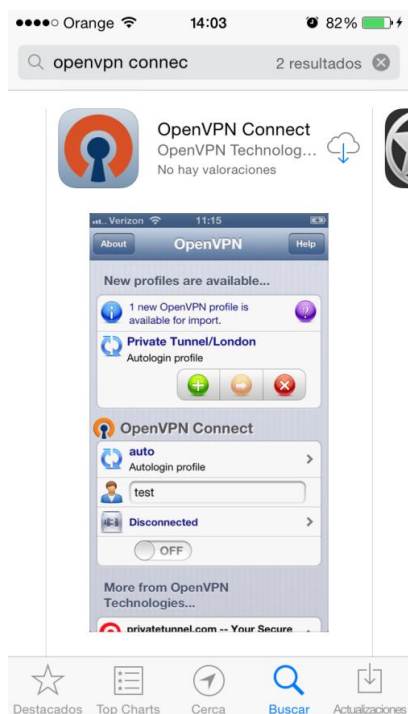 Orange 14:03 82%
openvpn connec 2 resultados
OpenVPN Connect
OpenVPN Technolog...
No hay valoraciones
Verizon 11:15
About OpenVPN Help
New profiles are available...
1 new OpenVPN profile is
available for import.
Private Tunnel/London
Autologin profile
OpenVPN Connect
auto
Autologin profile
test
Disconnected
OFF
More from OpenVPN
Technologies...
privatetunnel.com -- Your Secure
Destacados Top Charts Cerca Buscar Actualizaciones